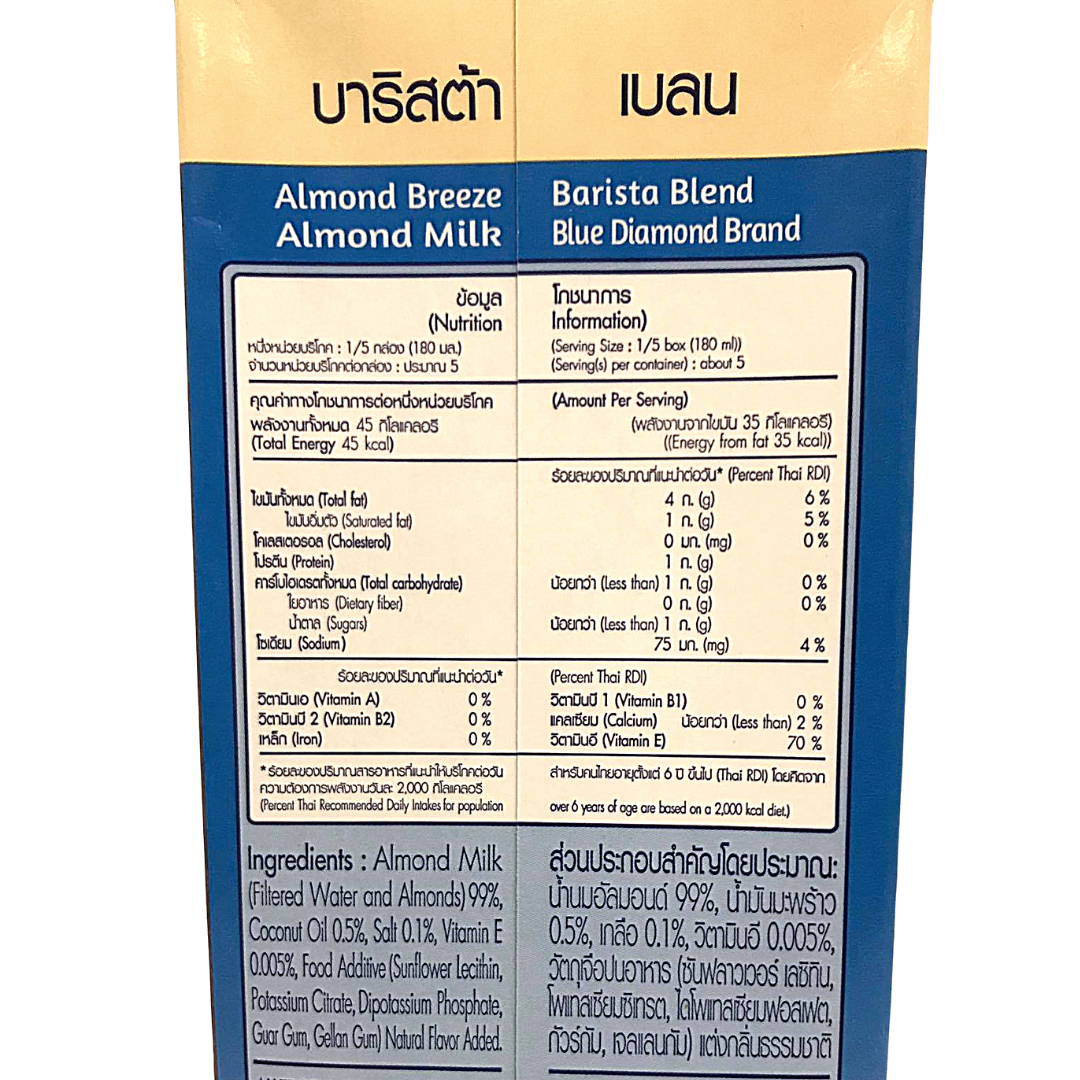 บาริสต้า เบลน
Almond Breeze Barista Blend
Almond Milk Blue Diamond Brand
ข้อมูล โภชนาการ
(Nutrition Information)
หนึ่งหน่วยบริโภค : 1/5 กล่อง (180 มล.) (Serving Size : 1/5 box (180 ml))
จำนวนหน่วยบริโภคต่อกล่อง : ประมาณ 5 (Serving(s) per container) : about 5
คุณค่าทางโภชนาการต่อหนึ่งหน่วยบริโภค (Amount Per Serving)
พลังงานทั้งหมด 45 กิโลแคลอรี (พลังงานจากไขมัน 35 กิโลแคลอรี)
(Total Energy 45 kcal) ((Energy from fat 35 kcal))
ร้อยละของปริมาณที่แนะนำต่อวัน* (Percent Thai RDI)
ไขมันทั้งหมด (Total fat) 4 ก. (g) 6 %
ไขมันอิ่มตัว (Saturated fat) 1 ก. (g) 5 %
โคเลสเตอรอล (Cholesterol) 0 มก. (mg) 0 %
โปรตีน (Protein) 1 ก. (g)
คาร์โบไฮเดรตทั้งหมด (Total carbohydrate) น้อยกว่า (Less than) 1 ก. (g) 0 %
ใยอาหาร (Dietary fiber) 0 ก. (g) 0 %
น้ำตาล (Sugars) น้อยกว่า (Less than) 1 ก. (g)
โซเดียม (Sodium) 75 มก. (mg) 4 %
ร้อยละของปริมาณที่แนะนำต่อวัน* (Percent Thai RDI)
วิตามินเอ (Vitamin A) 0 % วิตามินบี 1 (Vitamin B1) 0 %
วิตามินบี 2 (Vitamin B2) 0 % แคลเซียม (Calcium) น้อยกว่า (Less than) 2 %
เหล็ก (Iron) 0 % วิตามินอี (Vitamin E) 70 %
* ร้อยละของปริมาณสารอาหารที่แนะนำให้บริโภคต่อวัน สำหรับคนไทยอายุตั้งแต่ 6 ปี ขึ้นไป (Thai RDI) โดยคิดจาก
ความต้องการพลังงานวันละ 2,000 กิโลแคลอรี
(Percent Thai Recommended Daily Intakes for population over 6 years of age are based on a 2,000 kcal diet.)
Ingredients : Almond Milk
(Filtered Water and Almonds) 99%,
Coconut Oil 0.5%, Salt 0.1%, Vitamin E
0.005%, Food Additive (Sunflower Lecithin,
Potassium Citrate, Dipotassium Phosphate,
Guar Gum, Gellan Gum) Natural Flavor Added.
ส่วนประกอบสำคัญโดยประมาณ:
น้ำนมอัลมอนด์ 99%, น้ำมันมะพร้าว
0.5%, เกลือ 0.1%, วิตามินอี 0.005%,
วัตถุเจือปนอาหาร (ซันฟลาวเวอร์ เลซิทิน,
โพแทสเซียมซิเทรต, ไดโพแทสเซียมฟอสเฟต,
กัวร์กัม, เจลแลนกัม) แต่งกลิ่นธรรมชาติ